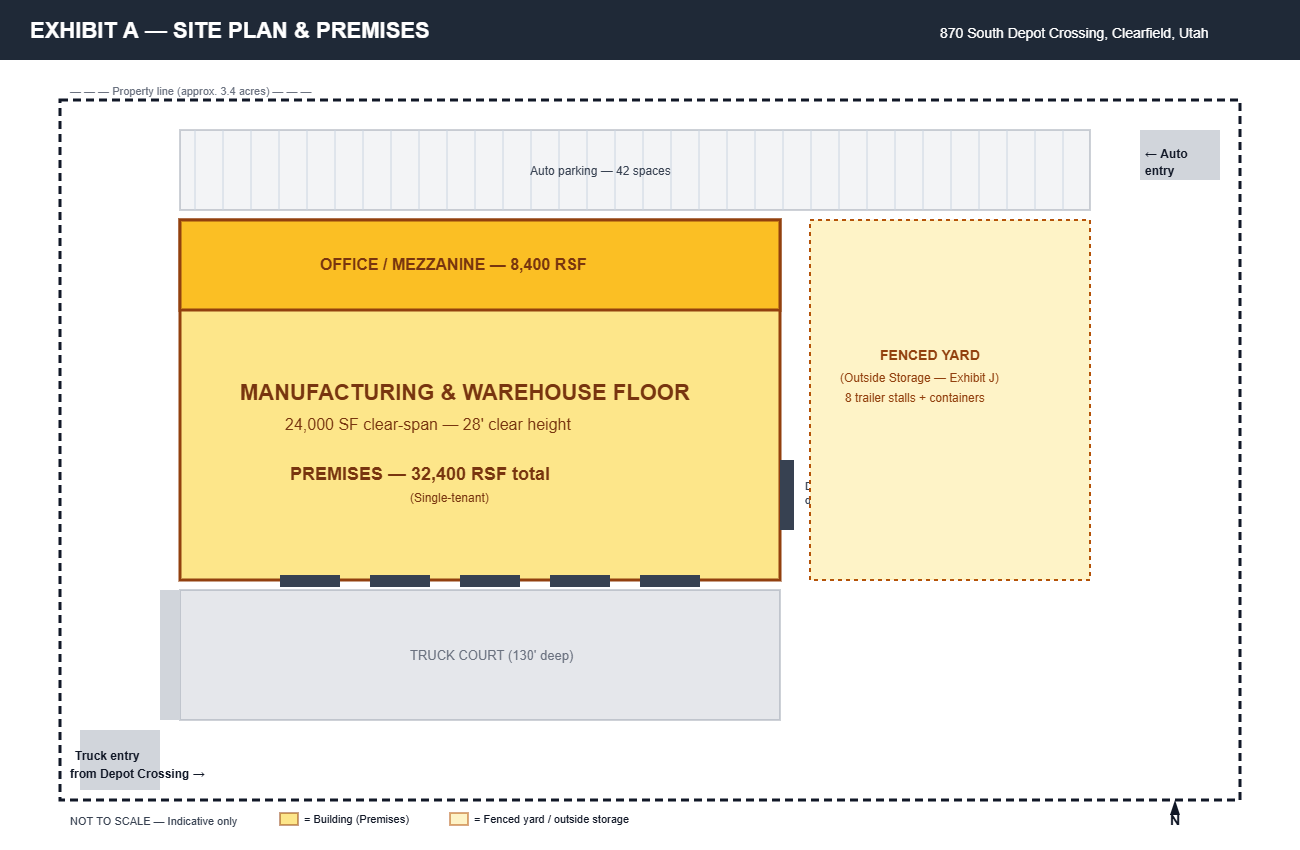 EXHIBIT A — SITE PLAN & PREMISES
870 South Depot Crossing, Clearfield, Utah
— — — Property line (approx. 3.4 acres) — — —
Auto parking — 42 spaces
← Auto
entry
OFFICE / MEZZANINE — 8,400 RSF
MANUFACTURING & WAREHOUSE FLOOR
24,000 SF clear-span — 28' clear height
PREMISES — 32,400 RSF total
(Single-tenant)
FENCED YARD
(Outside Storage — Exhibit J)
8 trailer stalls + containers
TRUCK COURT (130' deep)
Truck entry
from Depot Crossing →
NOT TO SCALE — Indicative only
= Building (Premises)
= Fenced yard / outside storage
N